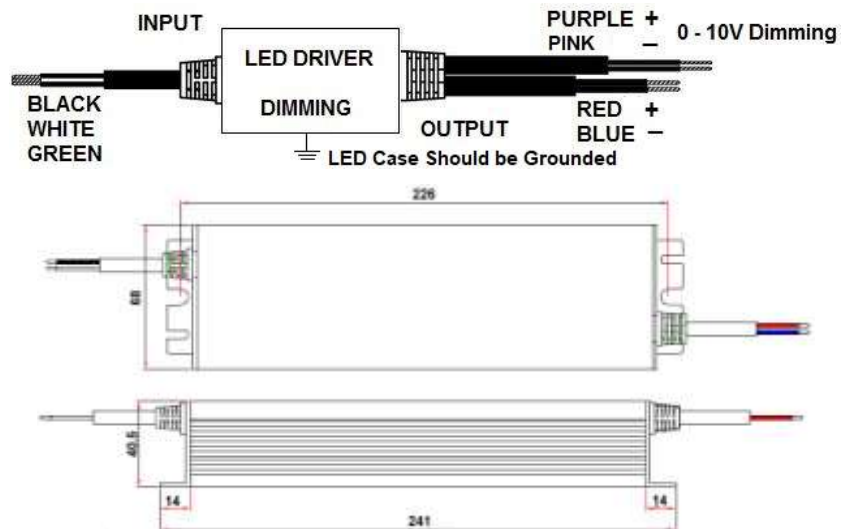 INPUT
PURPLE +
PINK −
0 - 10V Dimming
LED DRIVER
DIMMING
BLACK
WHITE
GREEN
OUTPUT
RED +
BLUE −
LED Case Should be Grounded
226
68
40.5
14
14
241